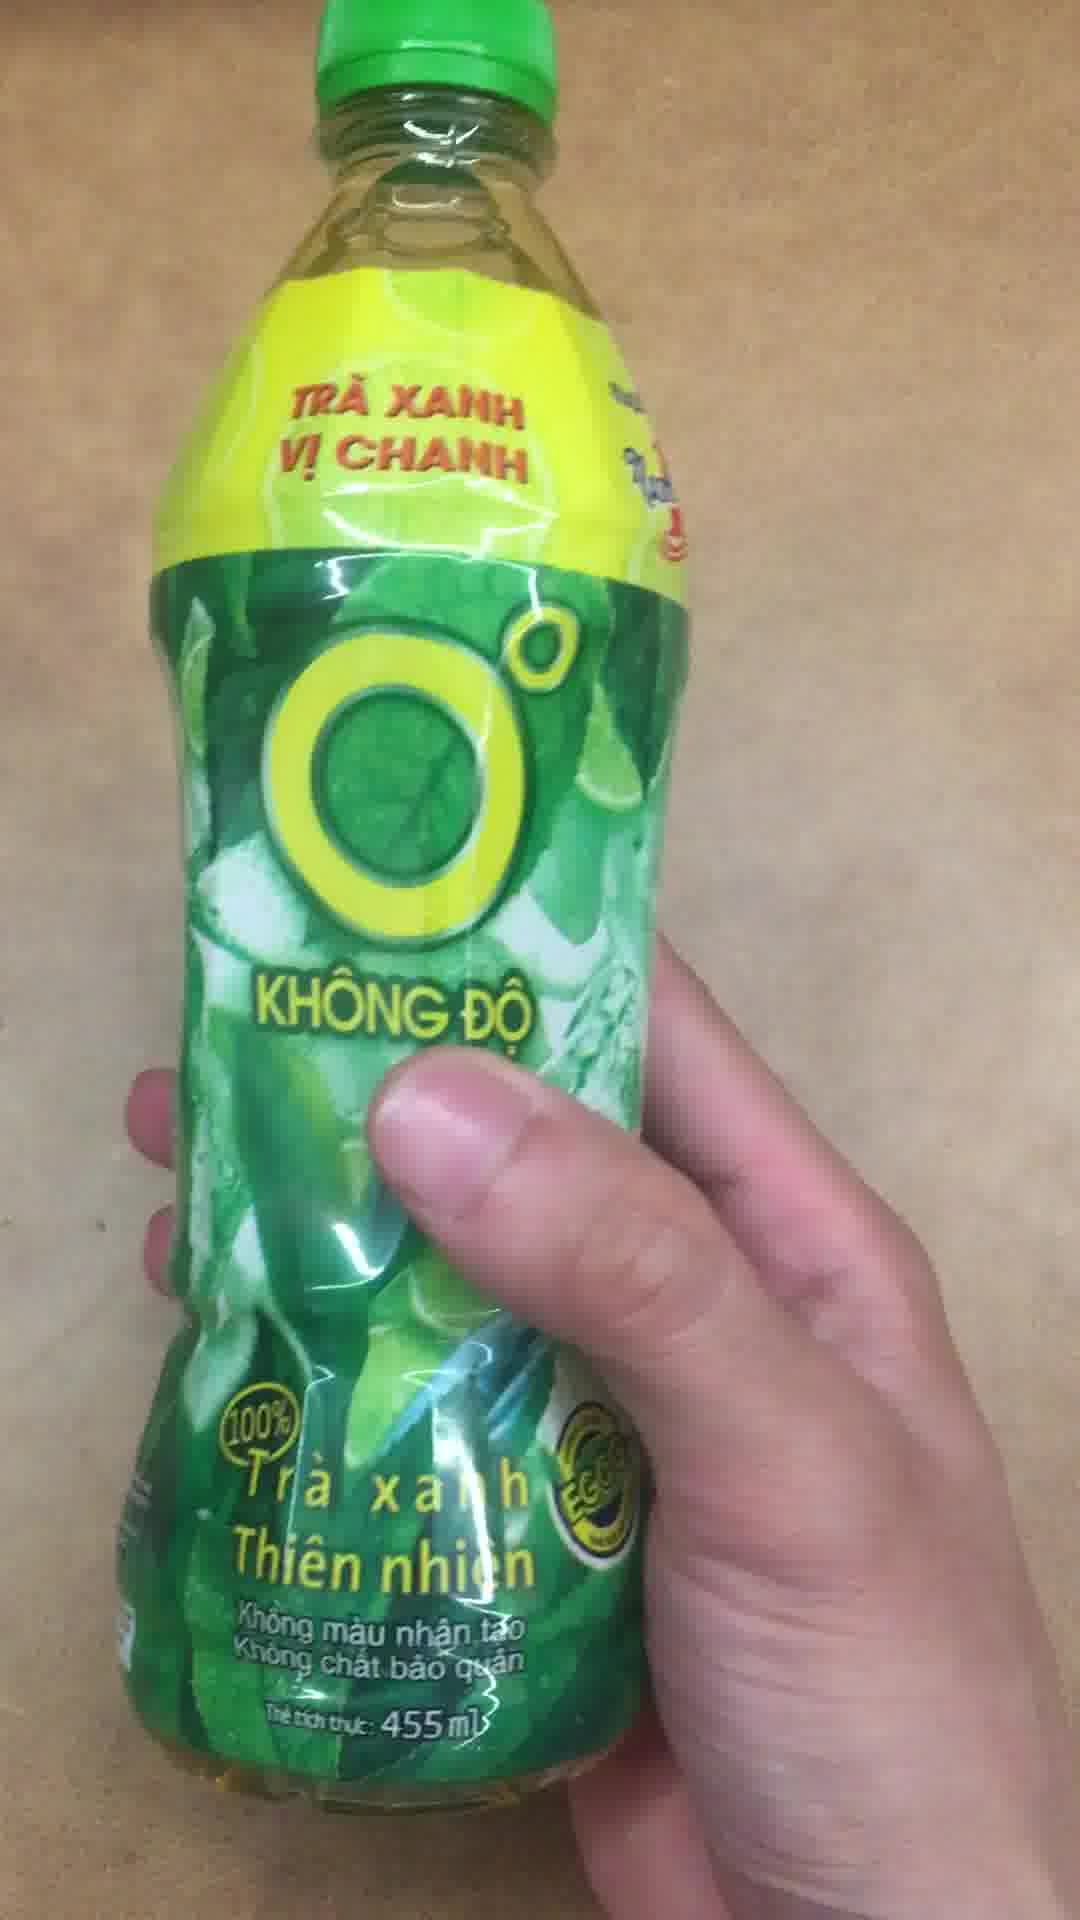 TRÀ XANH
VỊ CHANH
0°
KHÔNG ĐỘ
100%
Trà xanh
Thiên nhiên
EGCG
Không màu nhân tạo
Không chất bảo quản
Thể tích thực: 455ml